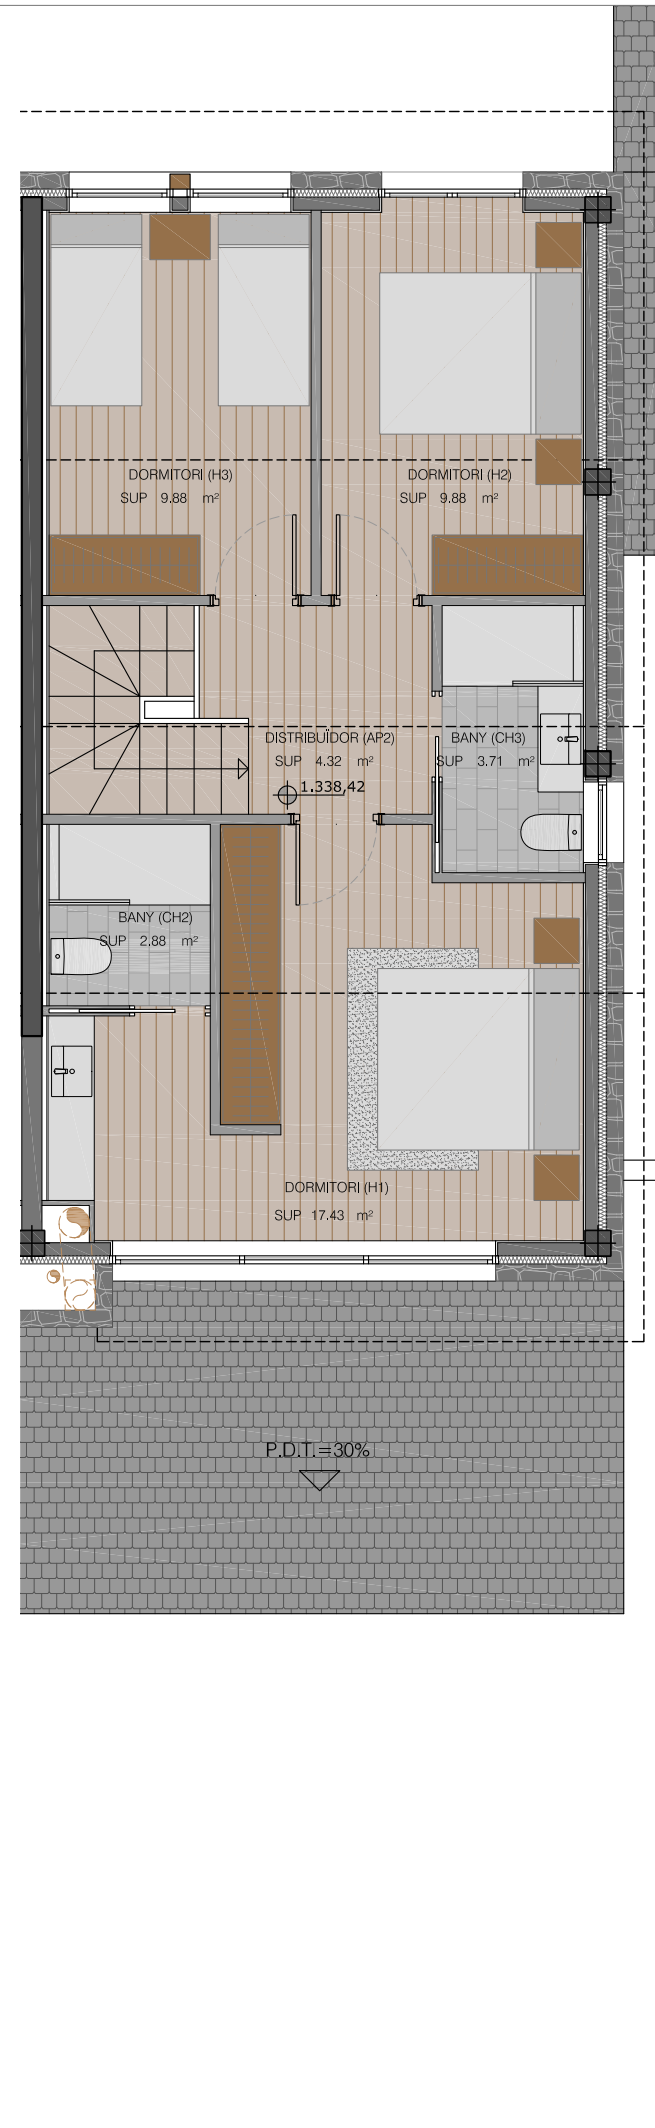 DORMITORI (H3)
SUP 9.88 m²
DORMITORI (H2)
SUP 9.88 m²
DISTRIBUÏDOR (AP2)
SUP 4.32 m²
1.338,42
BANY (CH3)
SUP 3.71 m²
BANY (CH2)
SUP 2.88 m²
DORMITORI (H1)
SUP 17.43 m²
P.D.T.=30%